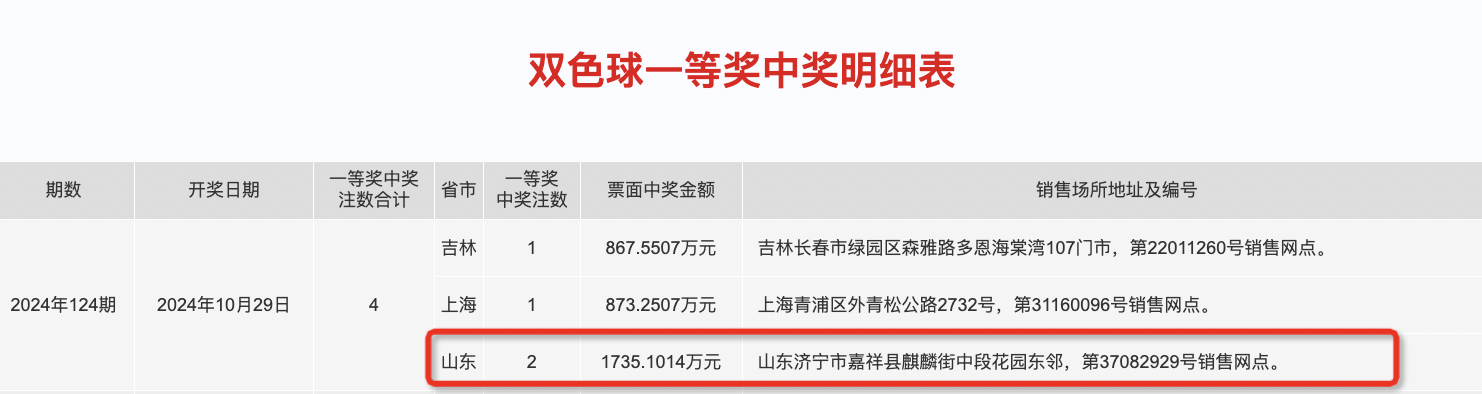 双色球一等奖中奖明细表
期数 开奖日期 一等奖中奖 注数合计 省市 一等奖 中奖注数 票面中奖金额 销售场所地址及编号
吉林 1 867.5507万元 吉林长春市绿园区森雅路多恩海棠湾107门市，第22011260号销售网点。
2024年124期 2024年10月29日 4 上海 1 873.2507万元 上海青浦区外青松公路2732号，第31160096号销售网点。
山东 2 1735.1014万元 山东济宁市嘉祥县麒麟街中段花园东邻，第37082929号销售网点。